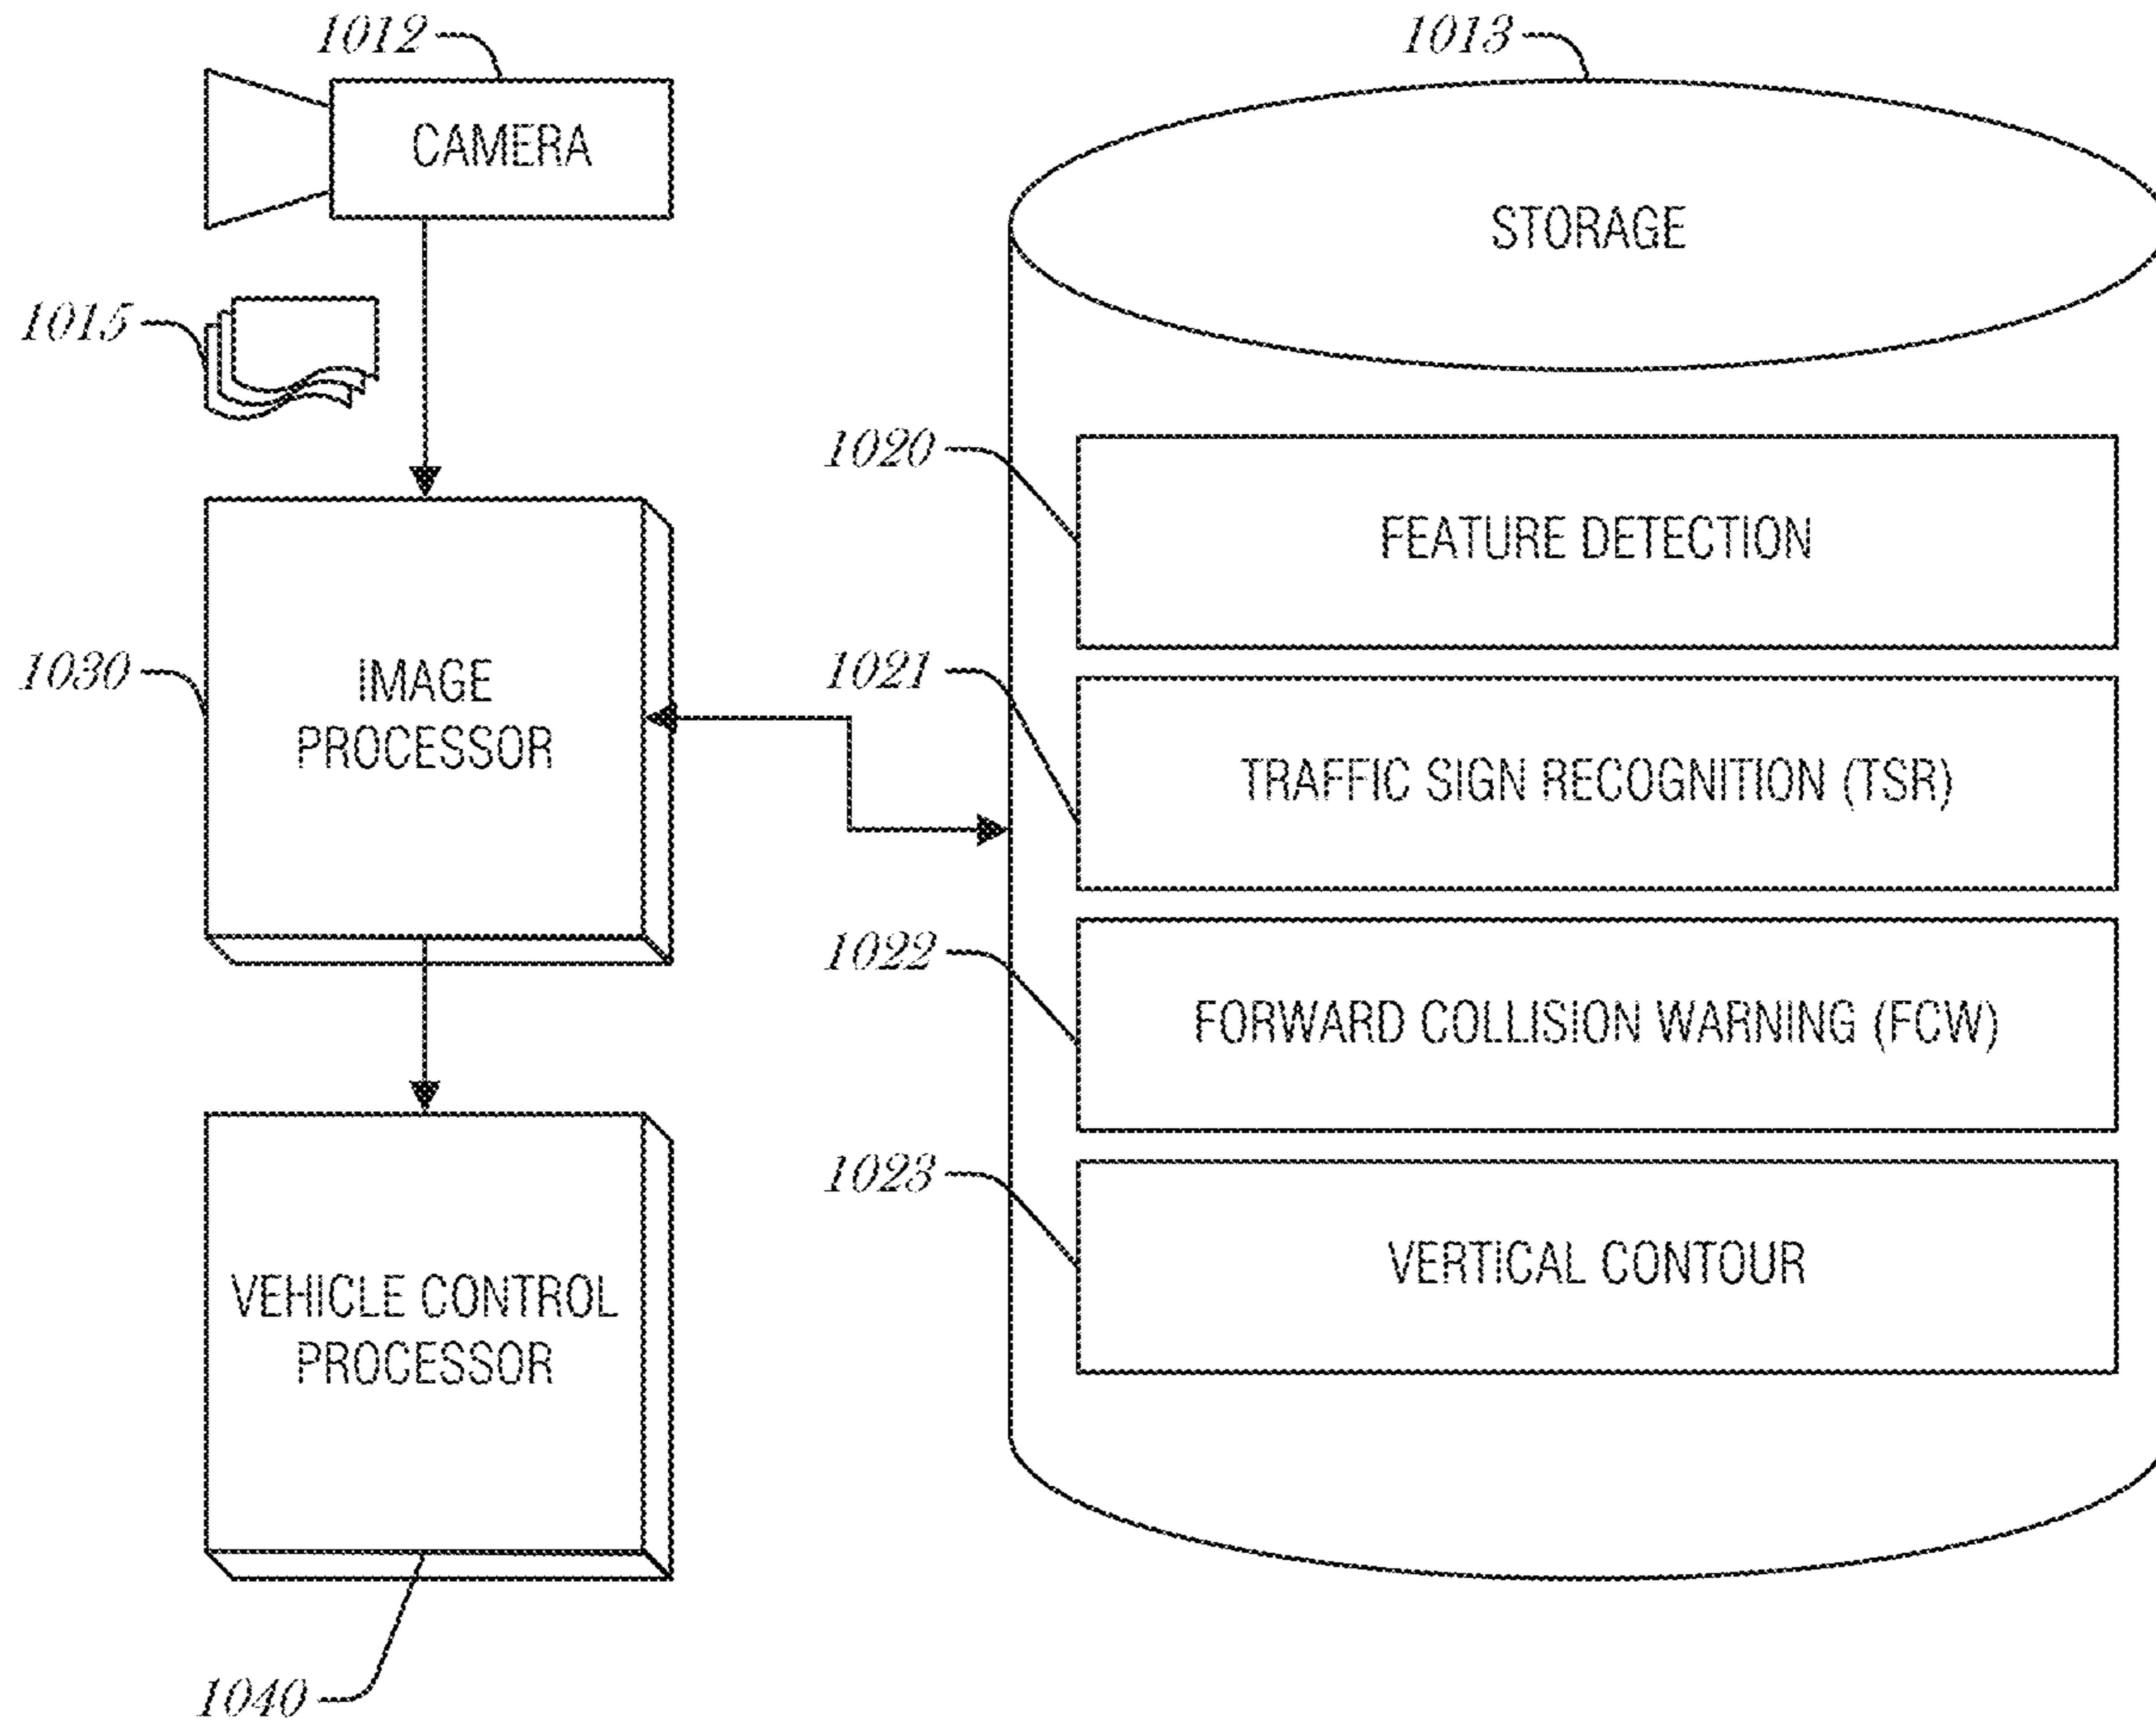 1012
CAMERA
1013
STORAGE
1015
1020
FEATURE DETECTION
1030
IMAGE
PROCESSOR
1021
TRAFFIC SIGN RECOGNITION (TSR)
1022
FORWARD COLLISION WARNING (FCW)
1023
VERTICAL CONTOUR
VEHICLE CONTROL
PROCESSOR
1040